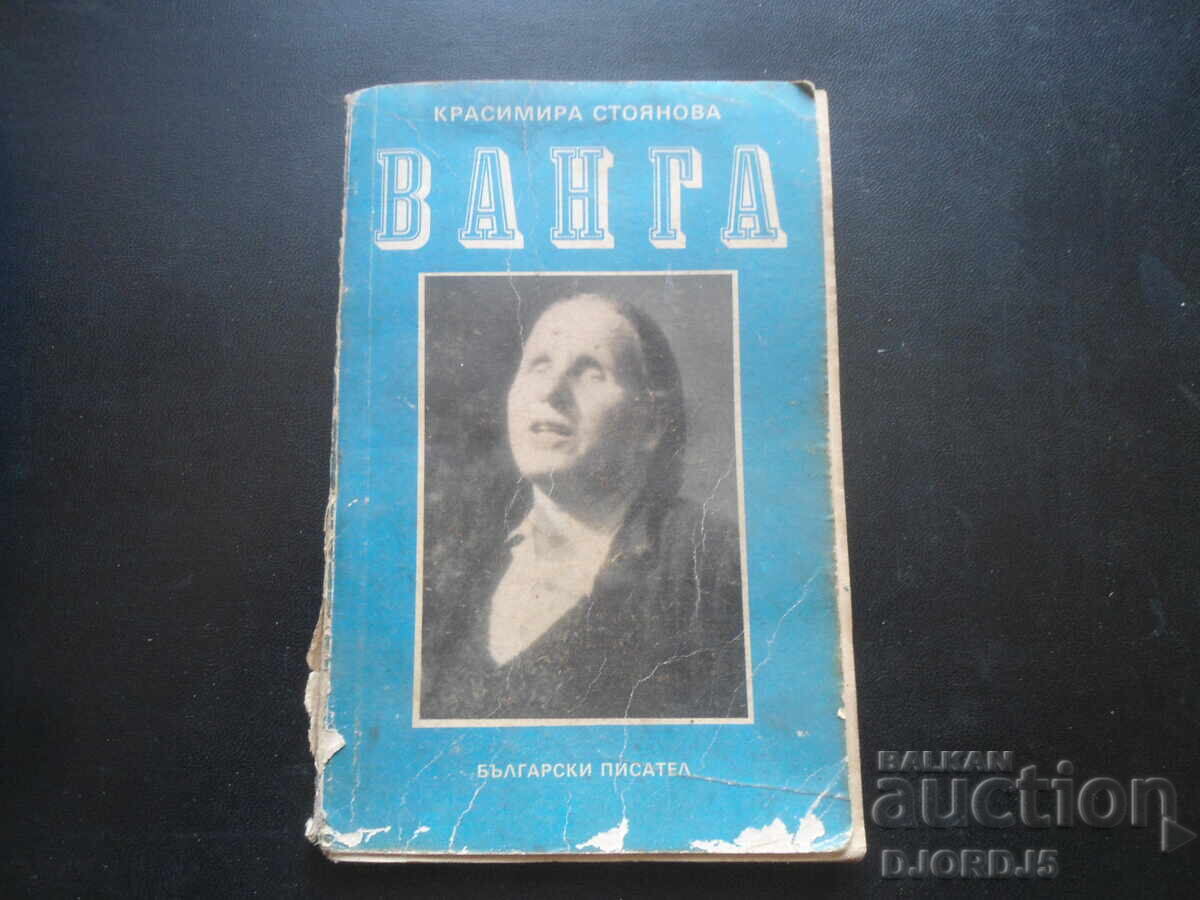 КРАСИМИРА СТОЯНОВА
ВАНГА
БЪЛГАРСКИ ПИСАТЕЛ
BALKAN
auction
DJORDJ5